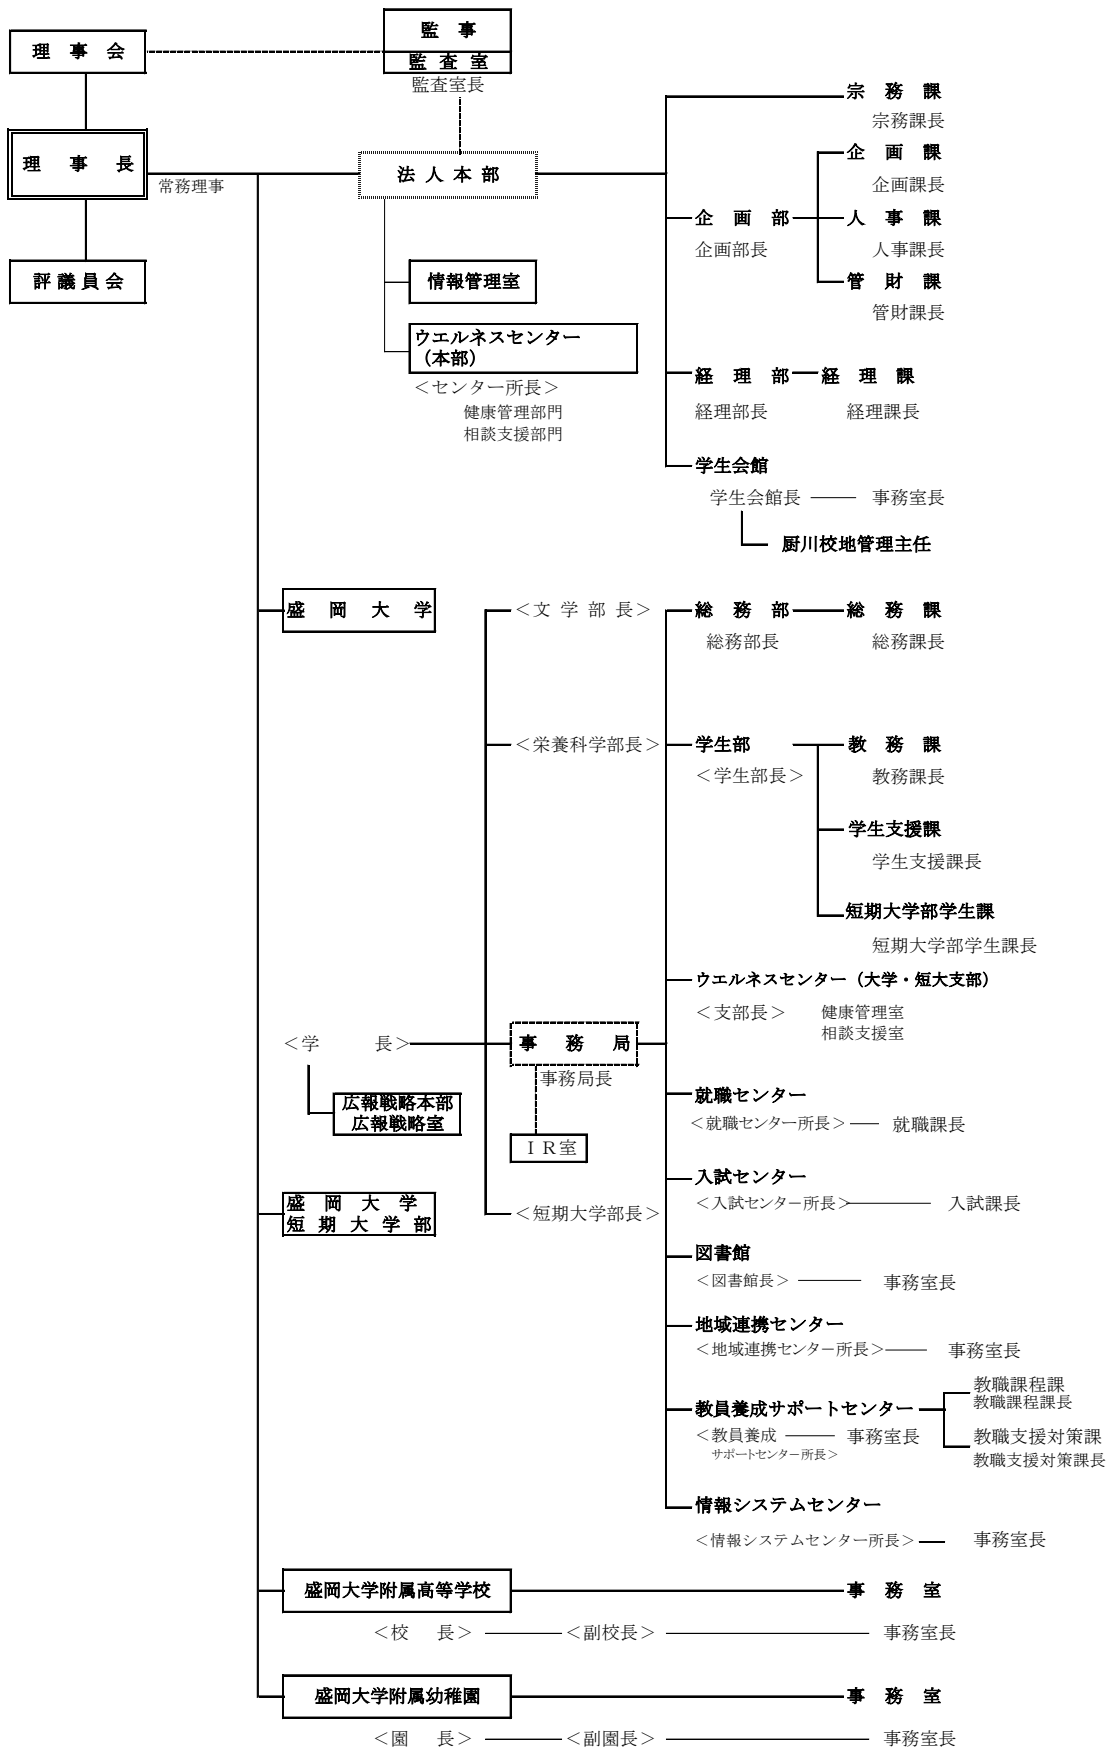 監 事
理 事 会
監 査 室
監査室長
宗 務 課
宗務課長
理 事 長
常務理事
法 人 本 部
企 画 課
企画課長
企 画 部
人 事 課
企画部長
人事課長
評 議 員 会
情報管理室
管 財 課
管財課長
ウエルネスセンター
(本部)
<センター所長>
健康管理部門
相談支援部門
経 理 部
経 理 課
経理部長
経理課長
学生会館
学生会館長
事務室長
厨川校地管理主任
盛 岡 大 学
<文 学 部 長>
総 務 部
総 務 課
総務部長
総務課長
<栄養科学部長>
学生部
教 務 課
<学生部長>
教務課長
学生支援課
学生支援課長
短期大学部学生課
短期大学部学生課長
ウエルネスセンター(大学・短大支部)
<支部長>
健康管理室
相談支援室
<学 長>
事 務 局
事務局長
広報戦略本部
広報戦略室
IR室
就職センター
<就職センター所長>
就職課長
入試センター
<入試センター所長>
入試課長
盛 岡 大 学
短 期 大 学 部
<短期大学部長>
図書館
<図書館長>
事務室長
地域連携センター
<地域連携センター所長>
事務室長
教員養成サポートセンター
教職課程課
教職課程課長
<教員養成
サポートセンター所長>
事務室長
教職支援対策課
教職支援対策課長
情報システムセンター
<情報システムセンター所長>
事務室長
盛岡大学附属高等学校
事 務 室
<校 長>
<副校長>
事務室長
盛岡大学附属幼稚園
事 務 室
<園 長>
<副園長>
事務室長